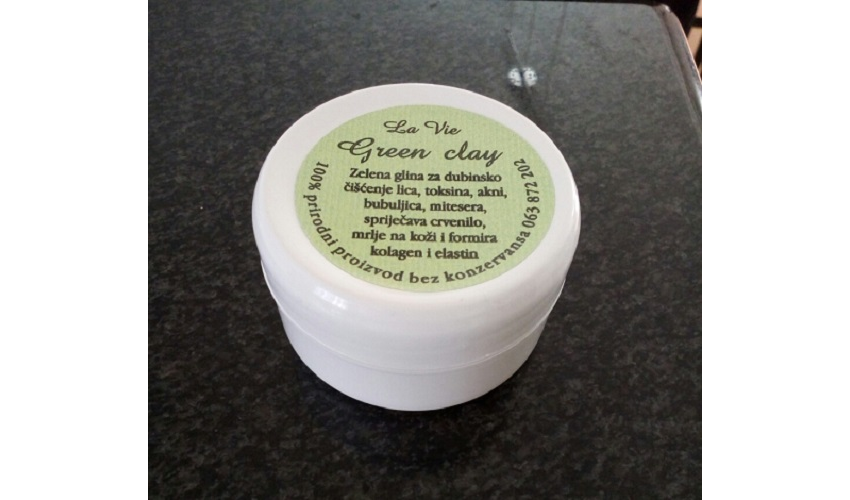 La Vie
Green clay
Zelena glina za dubinsko
čišćenje lica, toksina, akni,
bubuljica, mitesera,
spriječava crvenilo,
mrlje na koži i formira
kolagen i elastin
100% prirodni proizvod bez konzervansa 063 872 202